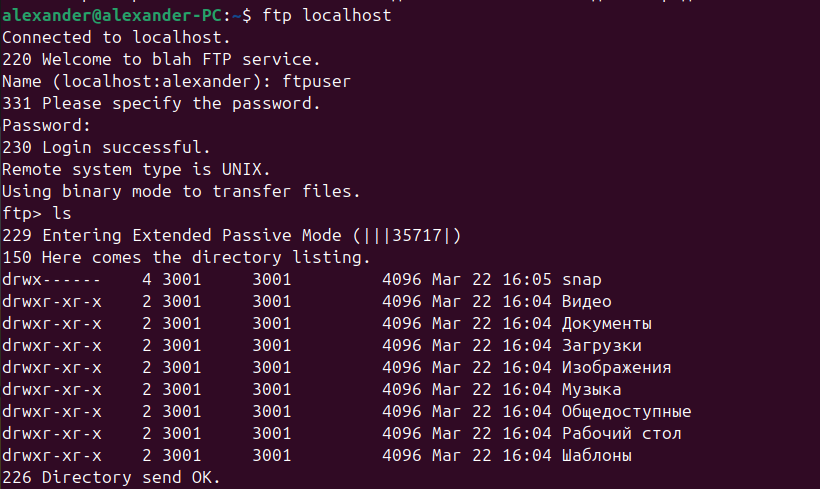 alexander@alexander-PC:~$ ftp localhost
Connected to localhost.
220 Welcome to blah FTP service.
Name (localhost:alexander): ftpuser
331 Please specify the password.
Password:
230 Login successful.
Remote system type is UNIX.
Using binary mode to transfer files.
ftp> ls
229 Entering Extended Passive Mode (|||35717|)
150 Here comes the directory listing.
drwx------    4 3001     3001         4096 Mar 22 16:05 snap
drwxr-xr-x    2 3001     3001         4096 Mar 22 16:04 Видео
drwxr-xr-x    2 3001     3001         4096 Mar 22 16:04 Документы
drwxr-xr-x    2 3001     3001         4096 Mar 22 16:04 Загрузки
drwxr-xr-x    2 3001     3001         4096 Mar 22 16:04 Изображения
drwxr-xr-x    2 3001     3001         4096 Mar 22 16:04 Музыка
drwxr-xr-x    2 3001     3001         4096 Mar 22 16:04 Общедоступные
drwxr-xr-x    2 3001     3001         4096 Mar 22 16:04 Рабочий стол
drwxr-xr-x    2 3001     3001         4096 Mar 22 16:04 Шаблоны
226 Directory send OK.